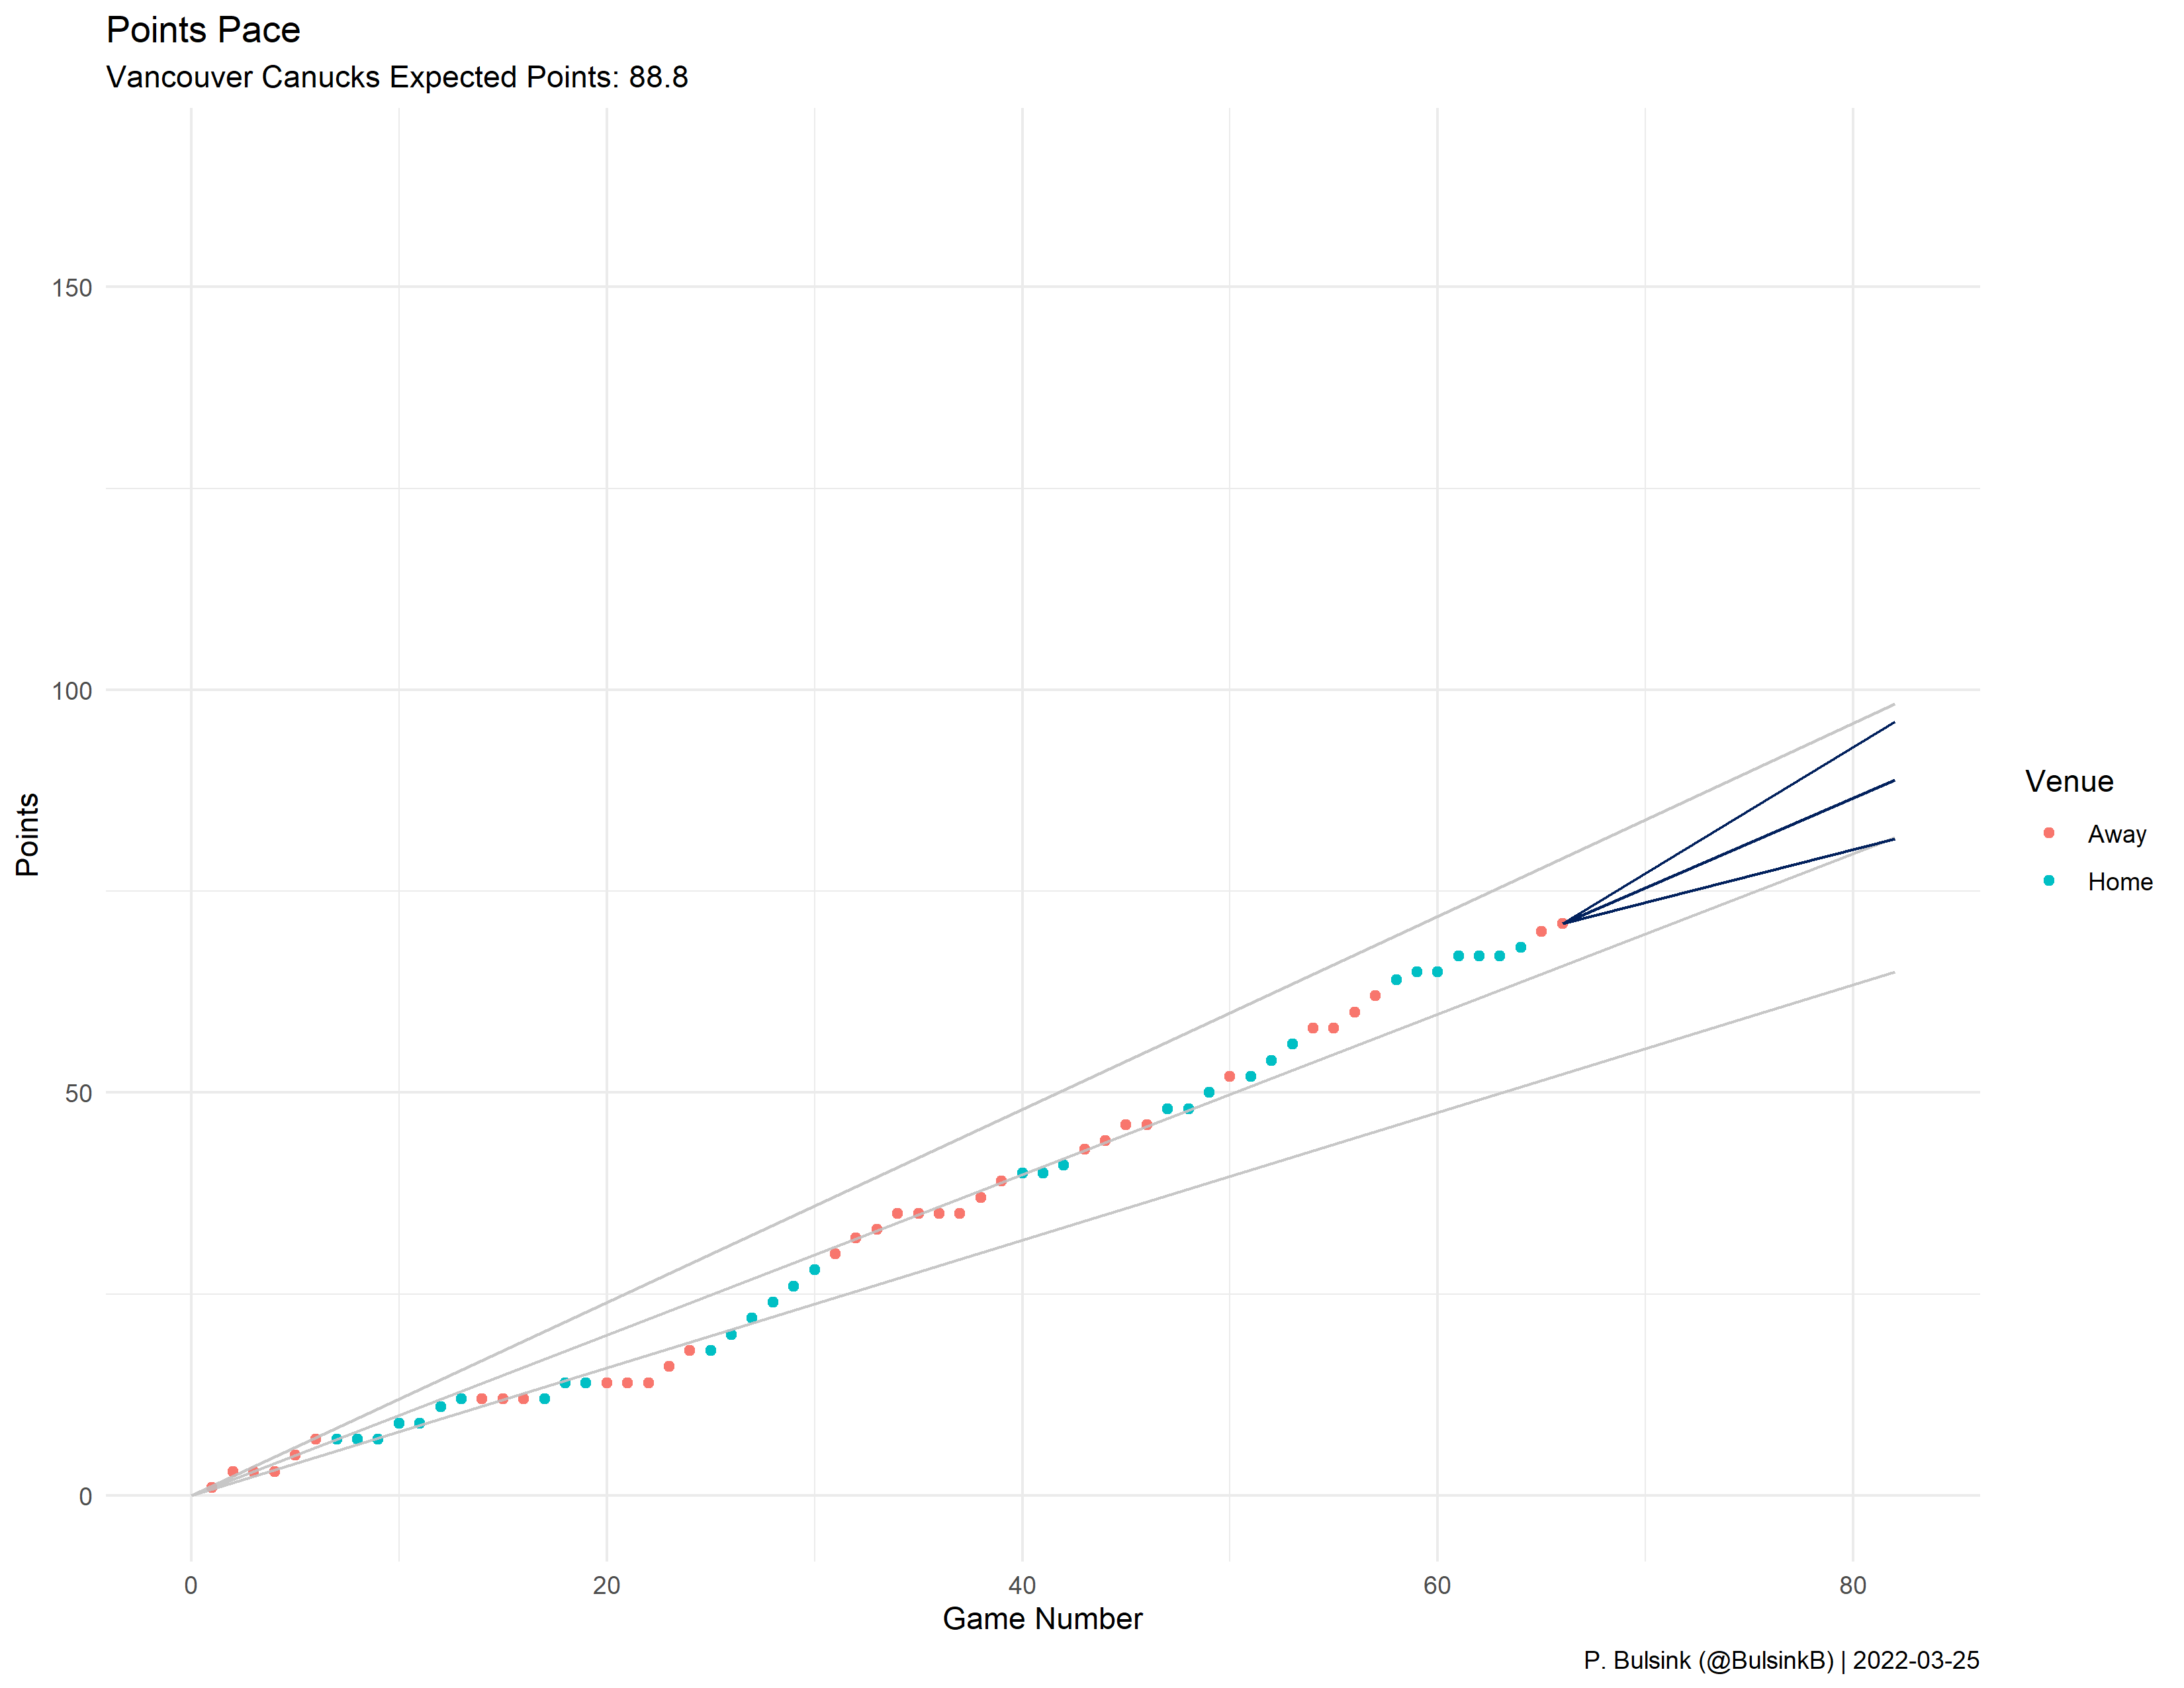 Points Pace
Vancouver Canucks Expected Points: 88.8
150
100
50
0
Points
0 20 40 60 80
Game Number
Venue
Away
Home
P. Bulsink (@BulsinkB) | 2022-03-25